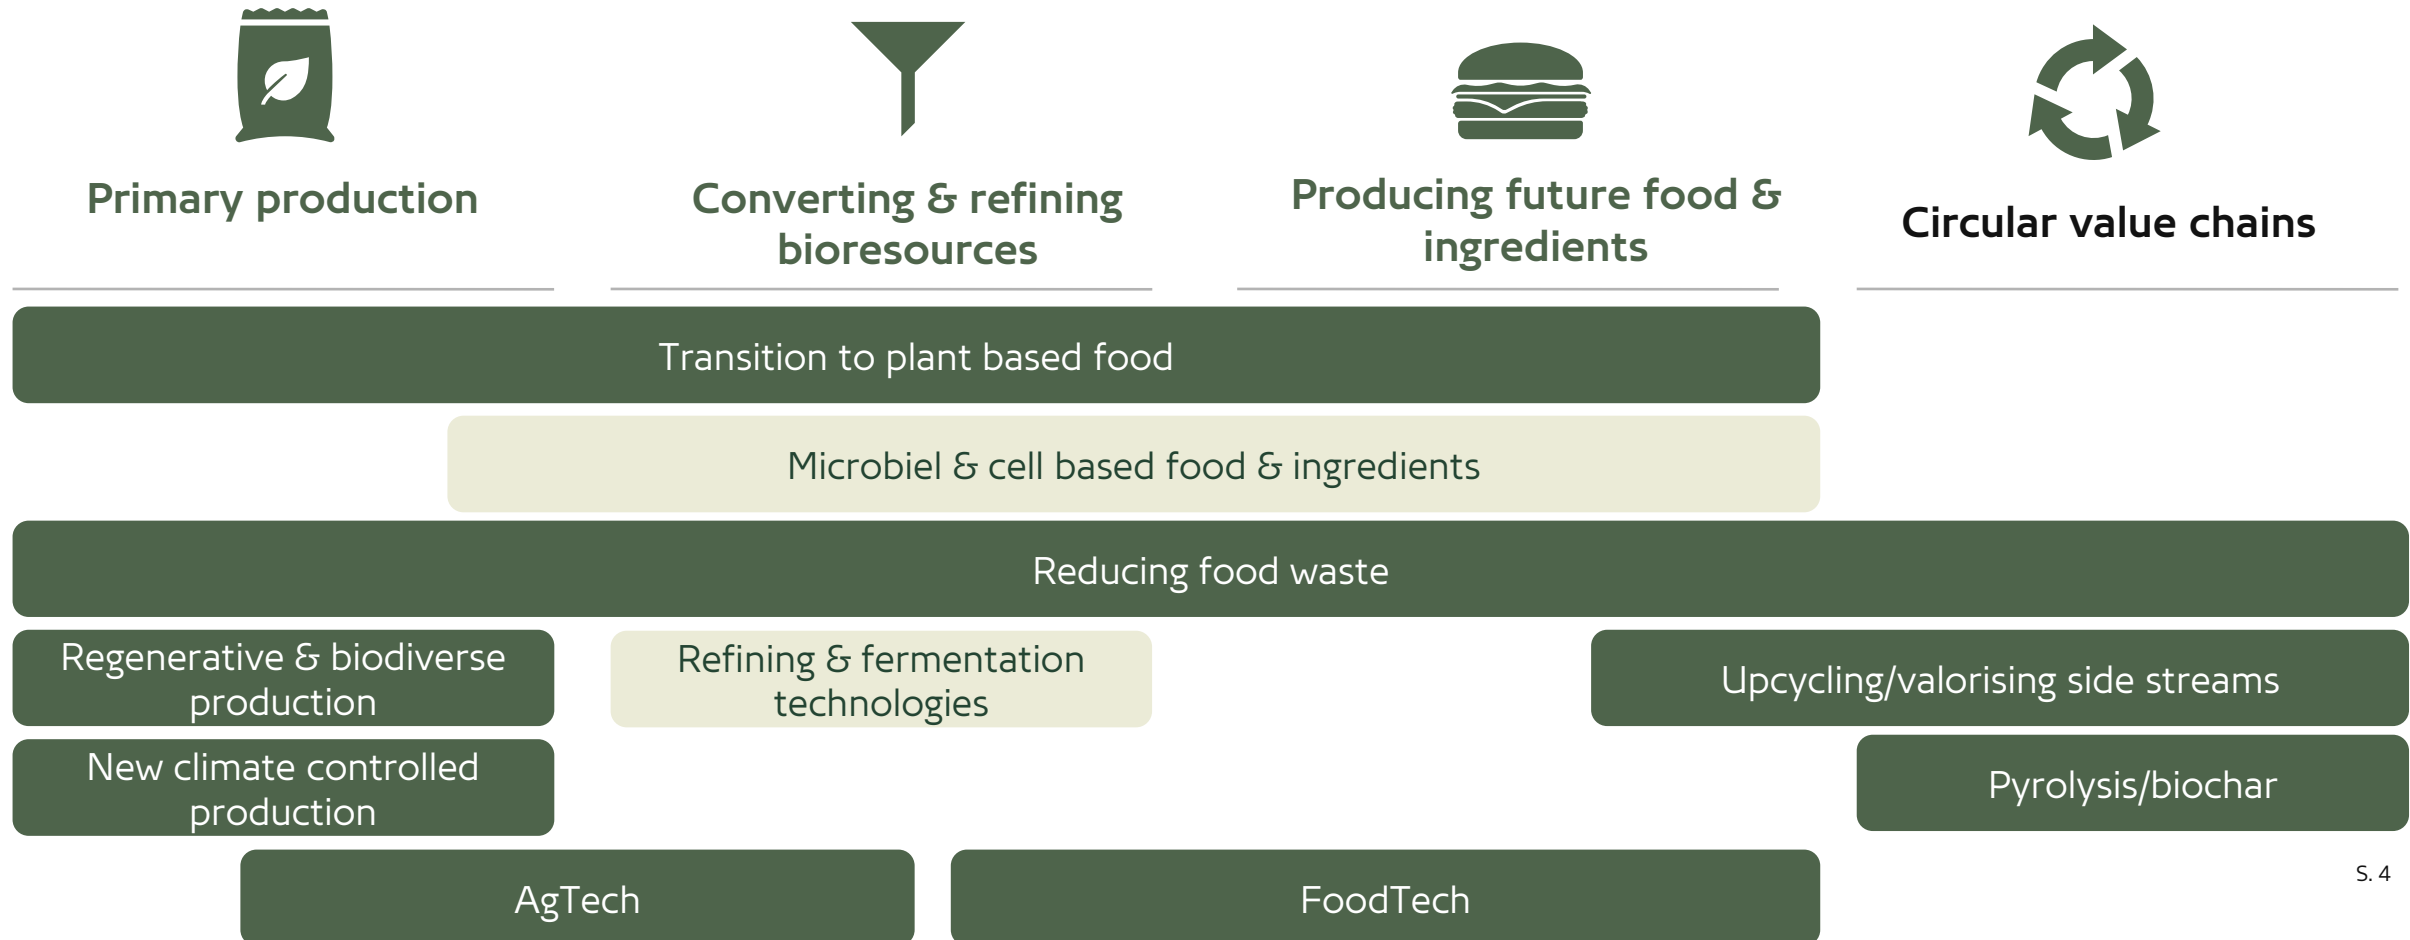 Primary production
Converting & refining
bioresources
Producing future food &
ingredients
Circular value chains
Transition to plant based food
Microbiel & cell based food & ingredients
Reducing food waste
Regenerative & biodiverse
production
Refining & fermentation
technologies
Upcycling/valorising side streams
New climate controlled
production
Pyrolysis/biochar
AgTech
FoodTech
S. 4